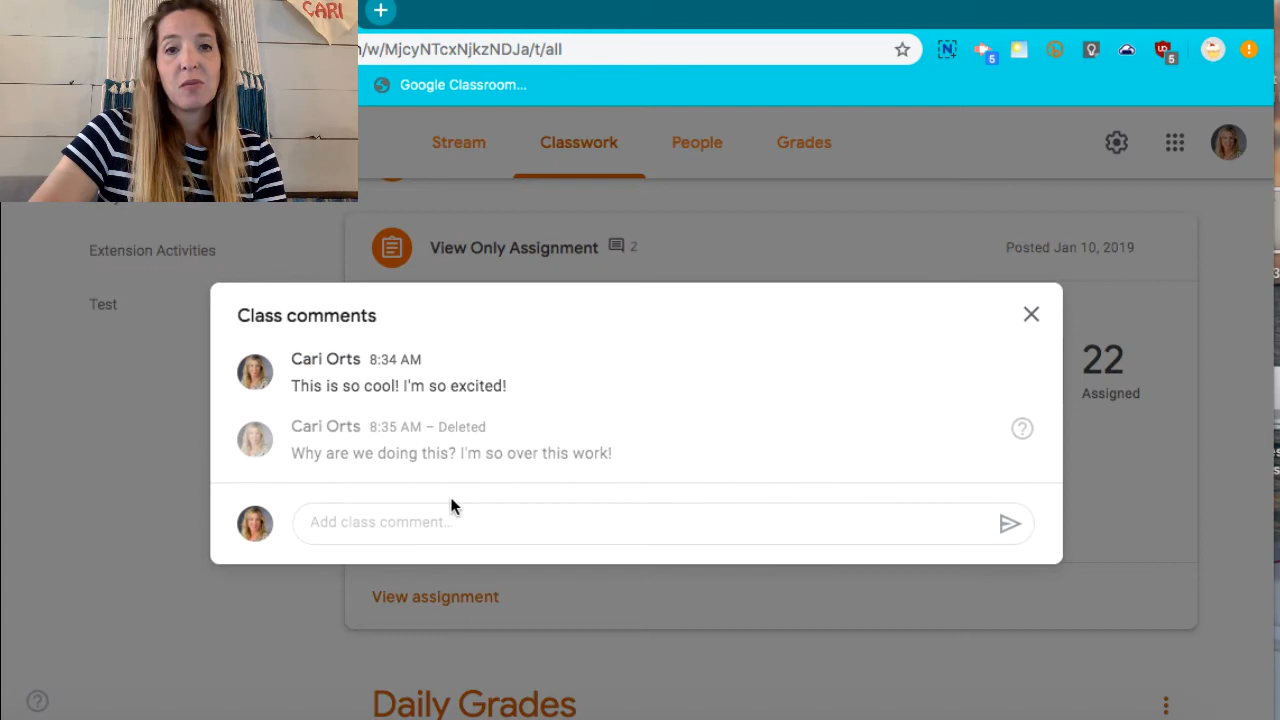 CARI
+
/w/MjcyNTcxNjkzNDJa/t/all
5
5
Google Classroom...
Stream Classwork People Grades
Extension Activities
Test
View Only Assignment 2
Posted Jan 10, 2019
22
Assigned
Class comments
Cari Orts 8:34 AM
This is so cool! I'm so excited!
Cari Orts 8:35 AM – Deleted
Why are we doing this? I'm so over this work!
Add class comment...
View assignment
Daily Grades